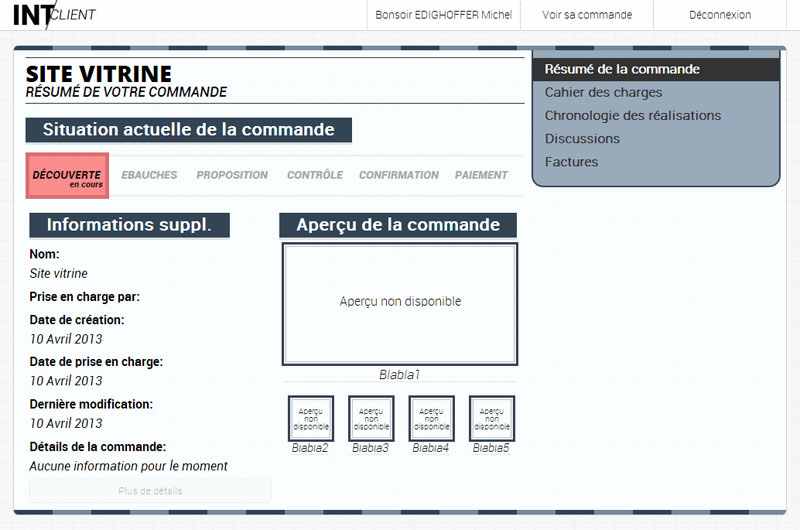 INT/CLIENT
Bonsoir EDIGHOFFER Michel
Voir sa commande
Déconnexion
SITE VITRINE
RÉSUMÉ DE VOTRE COMMANDE
Résumé de la commande
Cahier des charges
Chronologie des réalisations
Discussions
Factures
Situation actuelle de la commande
DÉCOUVERTE
en cours
EBAUCHES
PROPOSITION
CONTRÔLE
CONFIRMATION
PAIEMENT
Informations suppl.
Nom:
Site vitrine
Prise en charge par:
Date de création:
10 Avril 2013
Date de prise en charge:
10 Avril 2013
Dernière modification:
10 Avril 2013
Détails de la commande:
Aucune information pour le moment
Plus de détails
Aperçu de la commande
Aperçu non disponible
Blabla1
Aperçu
non
disponible
Blabla2
Aperçu
non
disponible
Blabla3
Aperçu
non
disponible
Blabla4
Aperçu
non
disponible
Blabla5